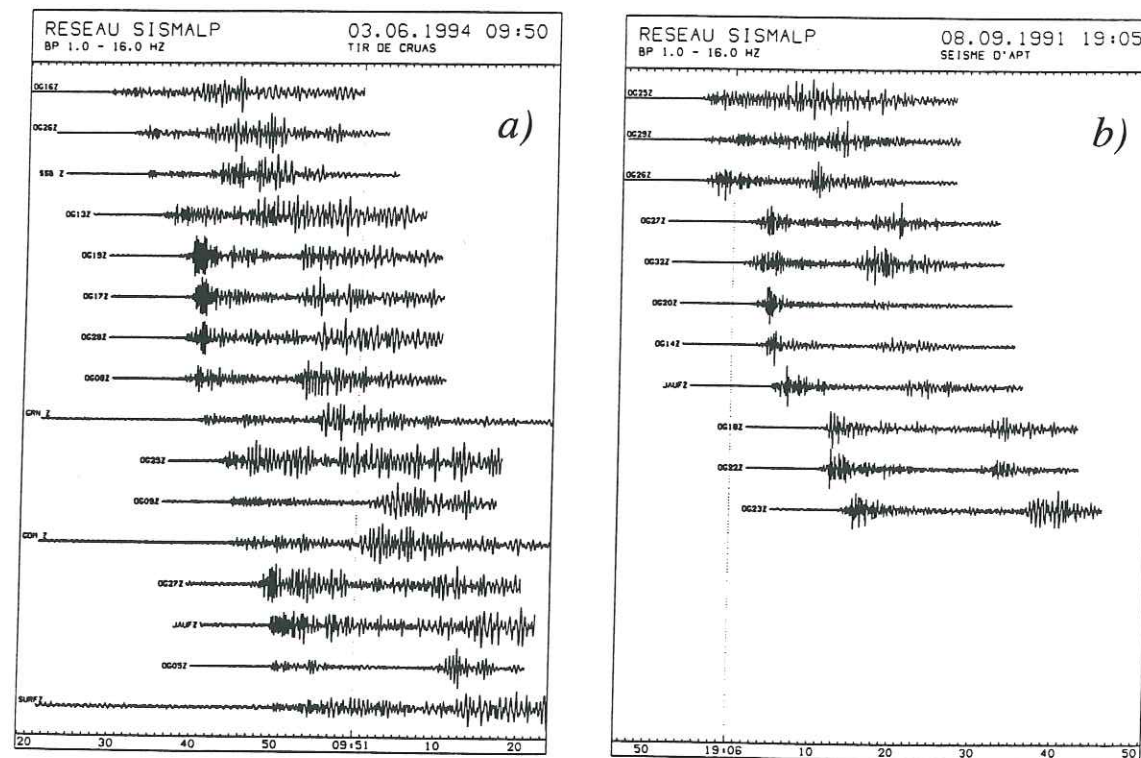 RESEAU SISMALP 03.06.1994 09:50
BP 1.0 - 16.0 HZ TIR DE CRUAS
a)
OG16Z
OG26Z
SSB Z
OG13Z
OG19Z
OG17Z
OG28Z
OG08Z
GRN Z
OG25Z
OG09Z
GDM Z
OG27Z
JAUFZ
OG05Z
SURFZ
20 30 40 50 09:51 10 20
RESEAU SISMALP 08.09.1991 19:05
BP 1.0 - 16.0 HZ SEISME D'APT
b)
OG25Z
OG29Z
OG26Z
OG27Z
OG32Z
OG20Z
OG14Z
JAUFZ
OG18Z
OG22Z
OG23Z
50 19:06 10 20 30 40 50